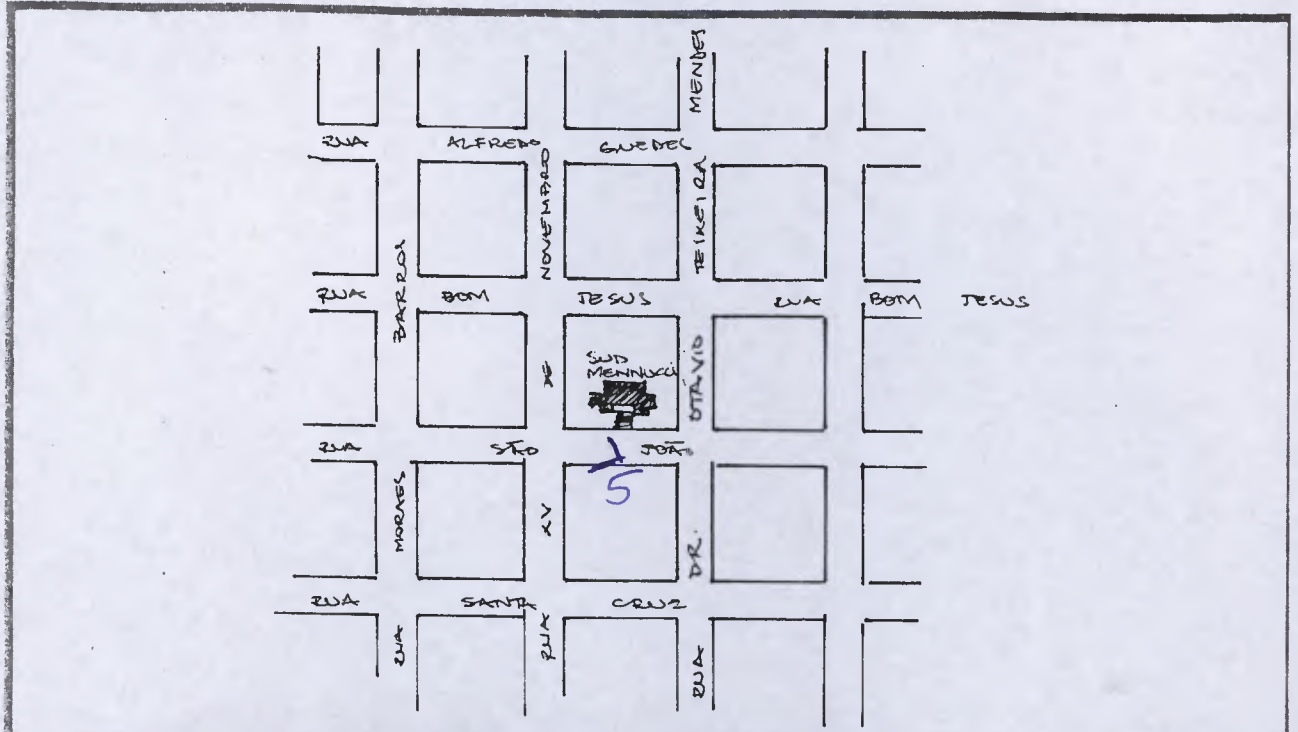 RUA ALFREDO GUEDES
RUA BOM JESUS RUA BOM JESUS
SUD
MENNUCCI
RUA SÃO JOÃO
5
RUA SANTA CRUZ
RUA MORAES BARROS
RUA XV DE NOVEMBRO
RUA DR. OTÁVIO TEIXEIRA MENDES